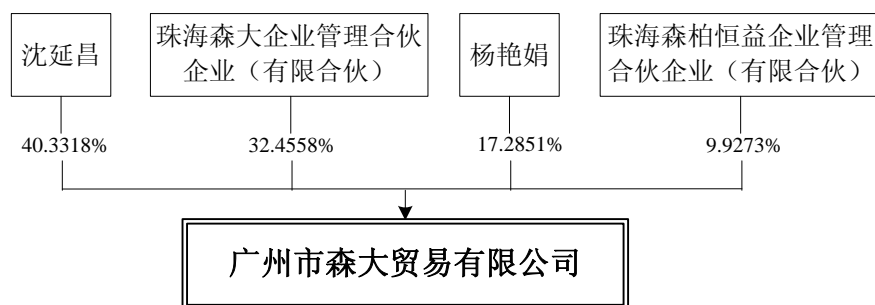 沈延昌
珠海森大企业管理合伙
企业（有限合伙）
杨艳娟
珠海森柏恒益企业管理
合伙企业（有限合伙）
40.3318%
32.4558%
17.2851%
9.9273%
广州市森大贸易有限公司